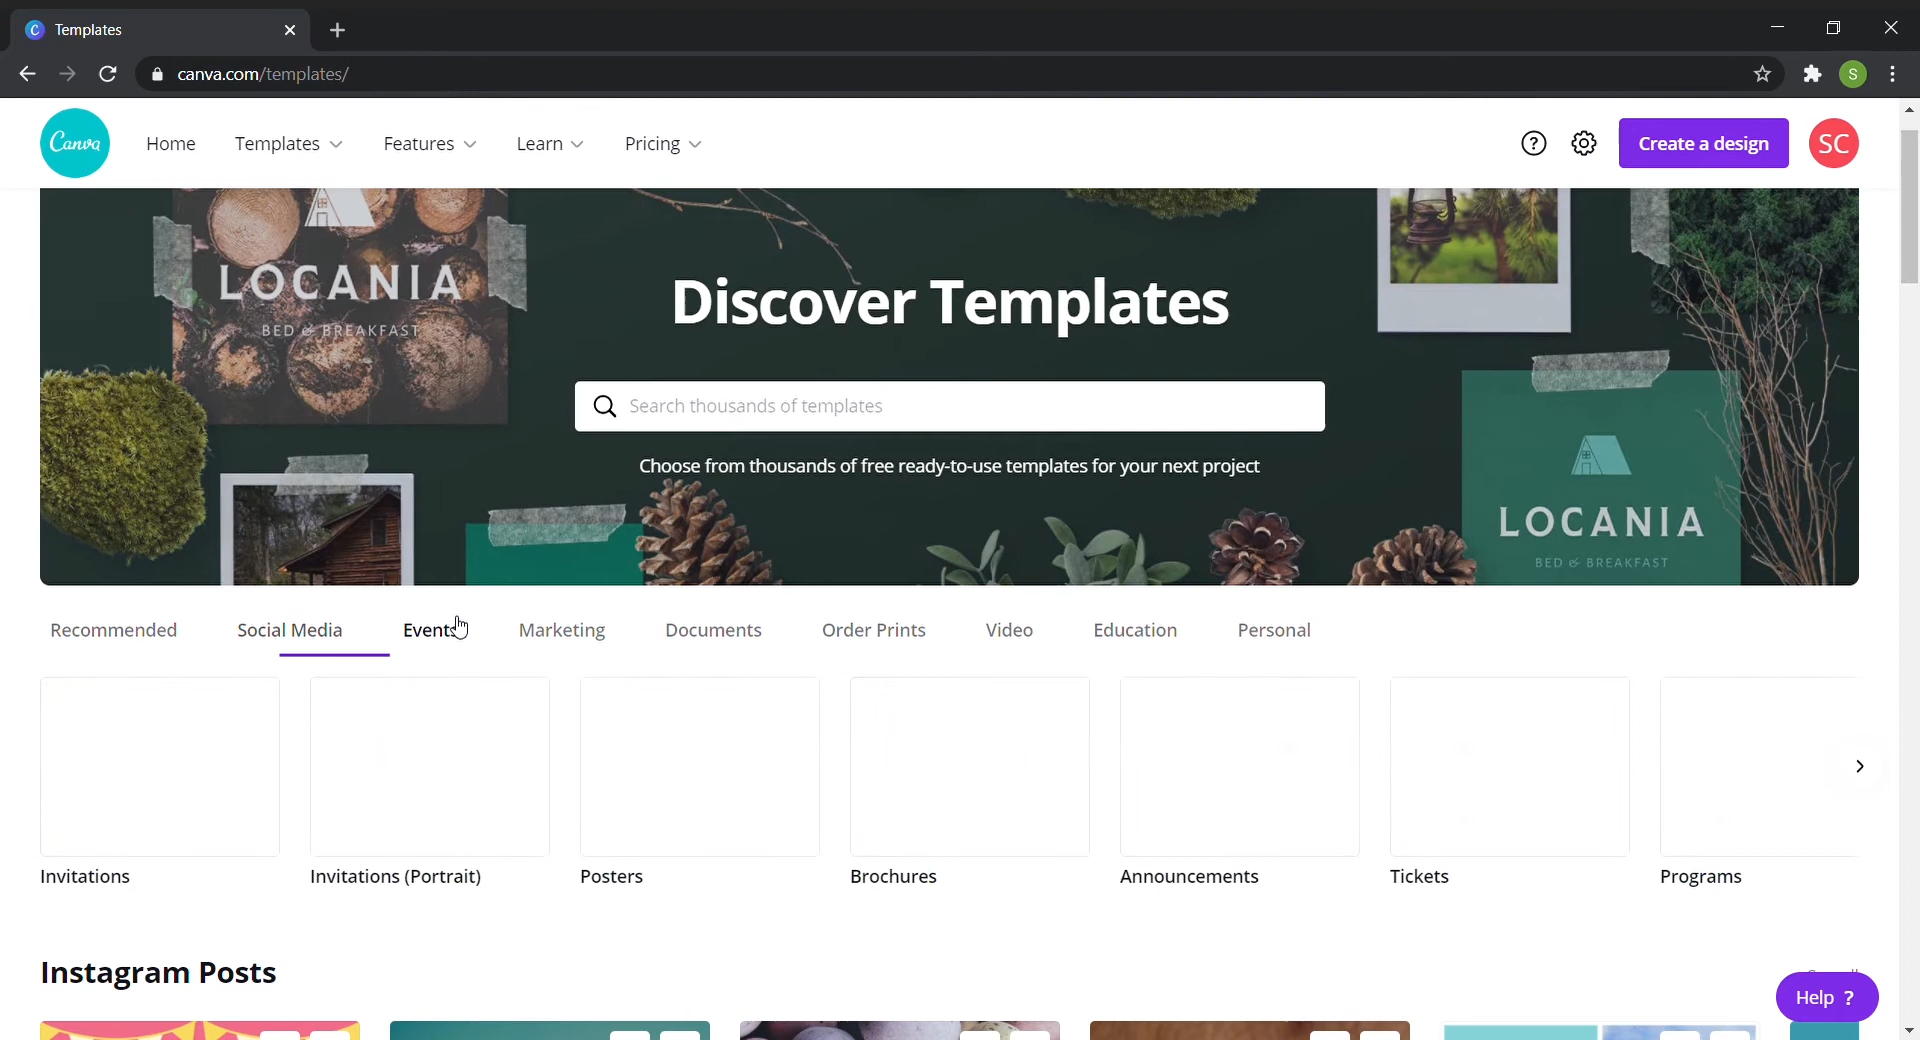 Templates
canva.com/templates/
S
Canva
Home
Templates
Features
Learn
Pricing
?
Create a design
SC
LOCANIA
BED & BREAKFAST
Discover Templates
Search thousands of templates
Choose from thousands of free ready-to-use templates for your next project
LOCANIA
BED & BREAKFAST
Recommended
Social Media
Events
Marketing
Documents
Order Prints
Video
Education
Personal
Invitations
Invitations (Portrait)
Posters
Brochures
Announcements
Tickets
Programs
Instagram Posts
Help ?